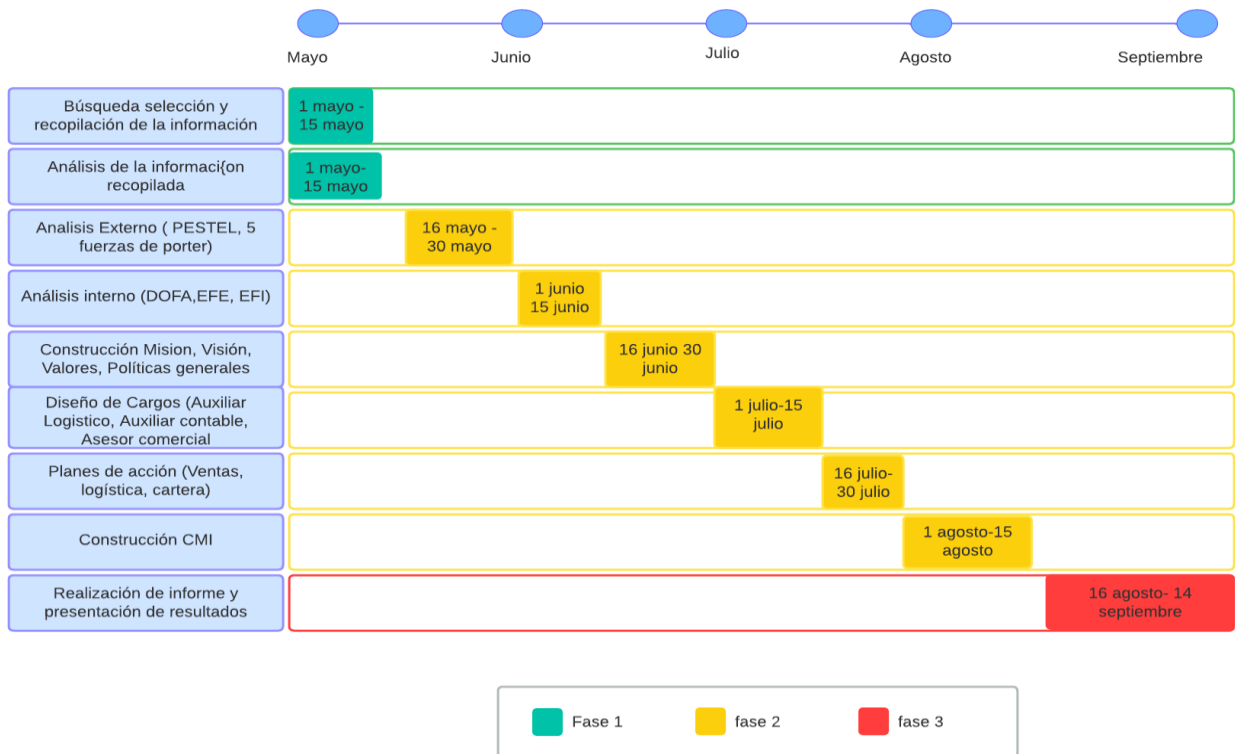 Mayo
Junio
Julio
Agosto
Septiembre
Búsqueda selección y
recopilación de la información
1 mayo -
15 mayo
Análisis de la informaci{on
recopilada
1 mayo-
15 mayo
Analisis Externo ( PESTEL, 5
fuerzas de porter)
16 mayo -
30 mayo
Análisis interno (DOFA,EFE, EFI)
1 junio
15 junio
Construcción Mision, Visión,
Valores, Políticas generales
16 junio 30
junio
Diseño de Cargos (Auxiliar
Logistico, Auxiliar contable,
Asesor comercial
1 julio-15
julio
Planes de acción (Ventas,
logística, cartera)
16 julio-
30 julio
Construcción CMI
1 agosto-15
agosto
Realización de informe y
presentación de resultados
16 agosto- 14
septiembre
Fase 1
fase 2
fase 3